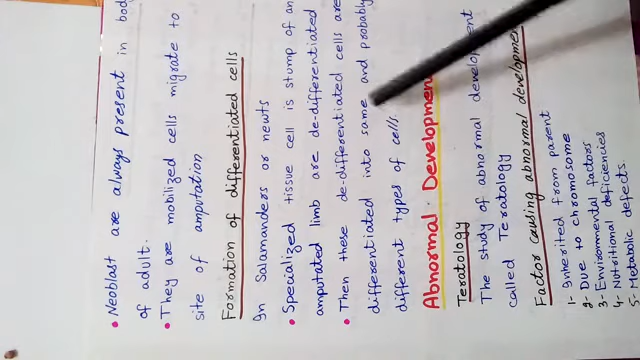 • Neoblast are always present in bod
of adult.
• They are mobilized cells migrate to
site of amputation
Formation of differentiated cells
In Salamanders or newts
• Specialized tissue cell is stump of an
amputated limb are de-differentiated
• Then these de-differentiated cells are
differentiated into some and probably
different types of cells
Abnormal Developmen
Teratology
The study of abnormal development
called Teratology
Factor causing abnormal developmen
1- Inherited from parent
2- Due to chromosome
3- Environmental factors
4- Nutritional deficiencies
5- Metabolic defects.